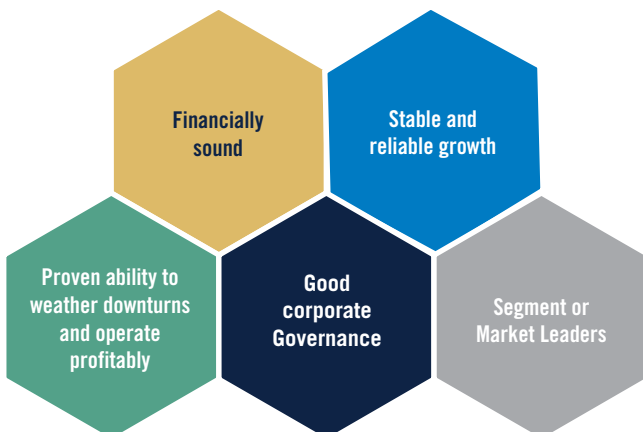 Financially
sound
Stable and
reliable growth
Proven ability to
weather downturns
and operate
profitably
Good
corporate
Governance
Segment or
Market Leaders